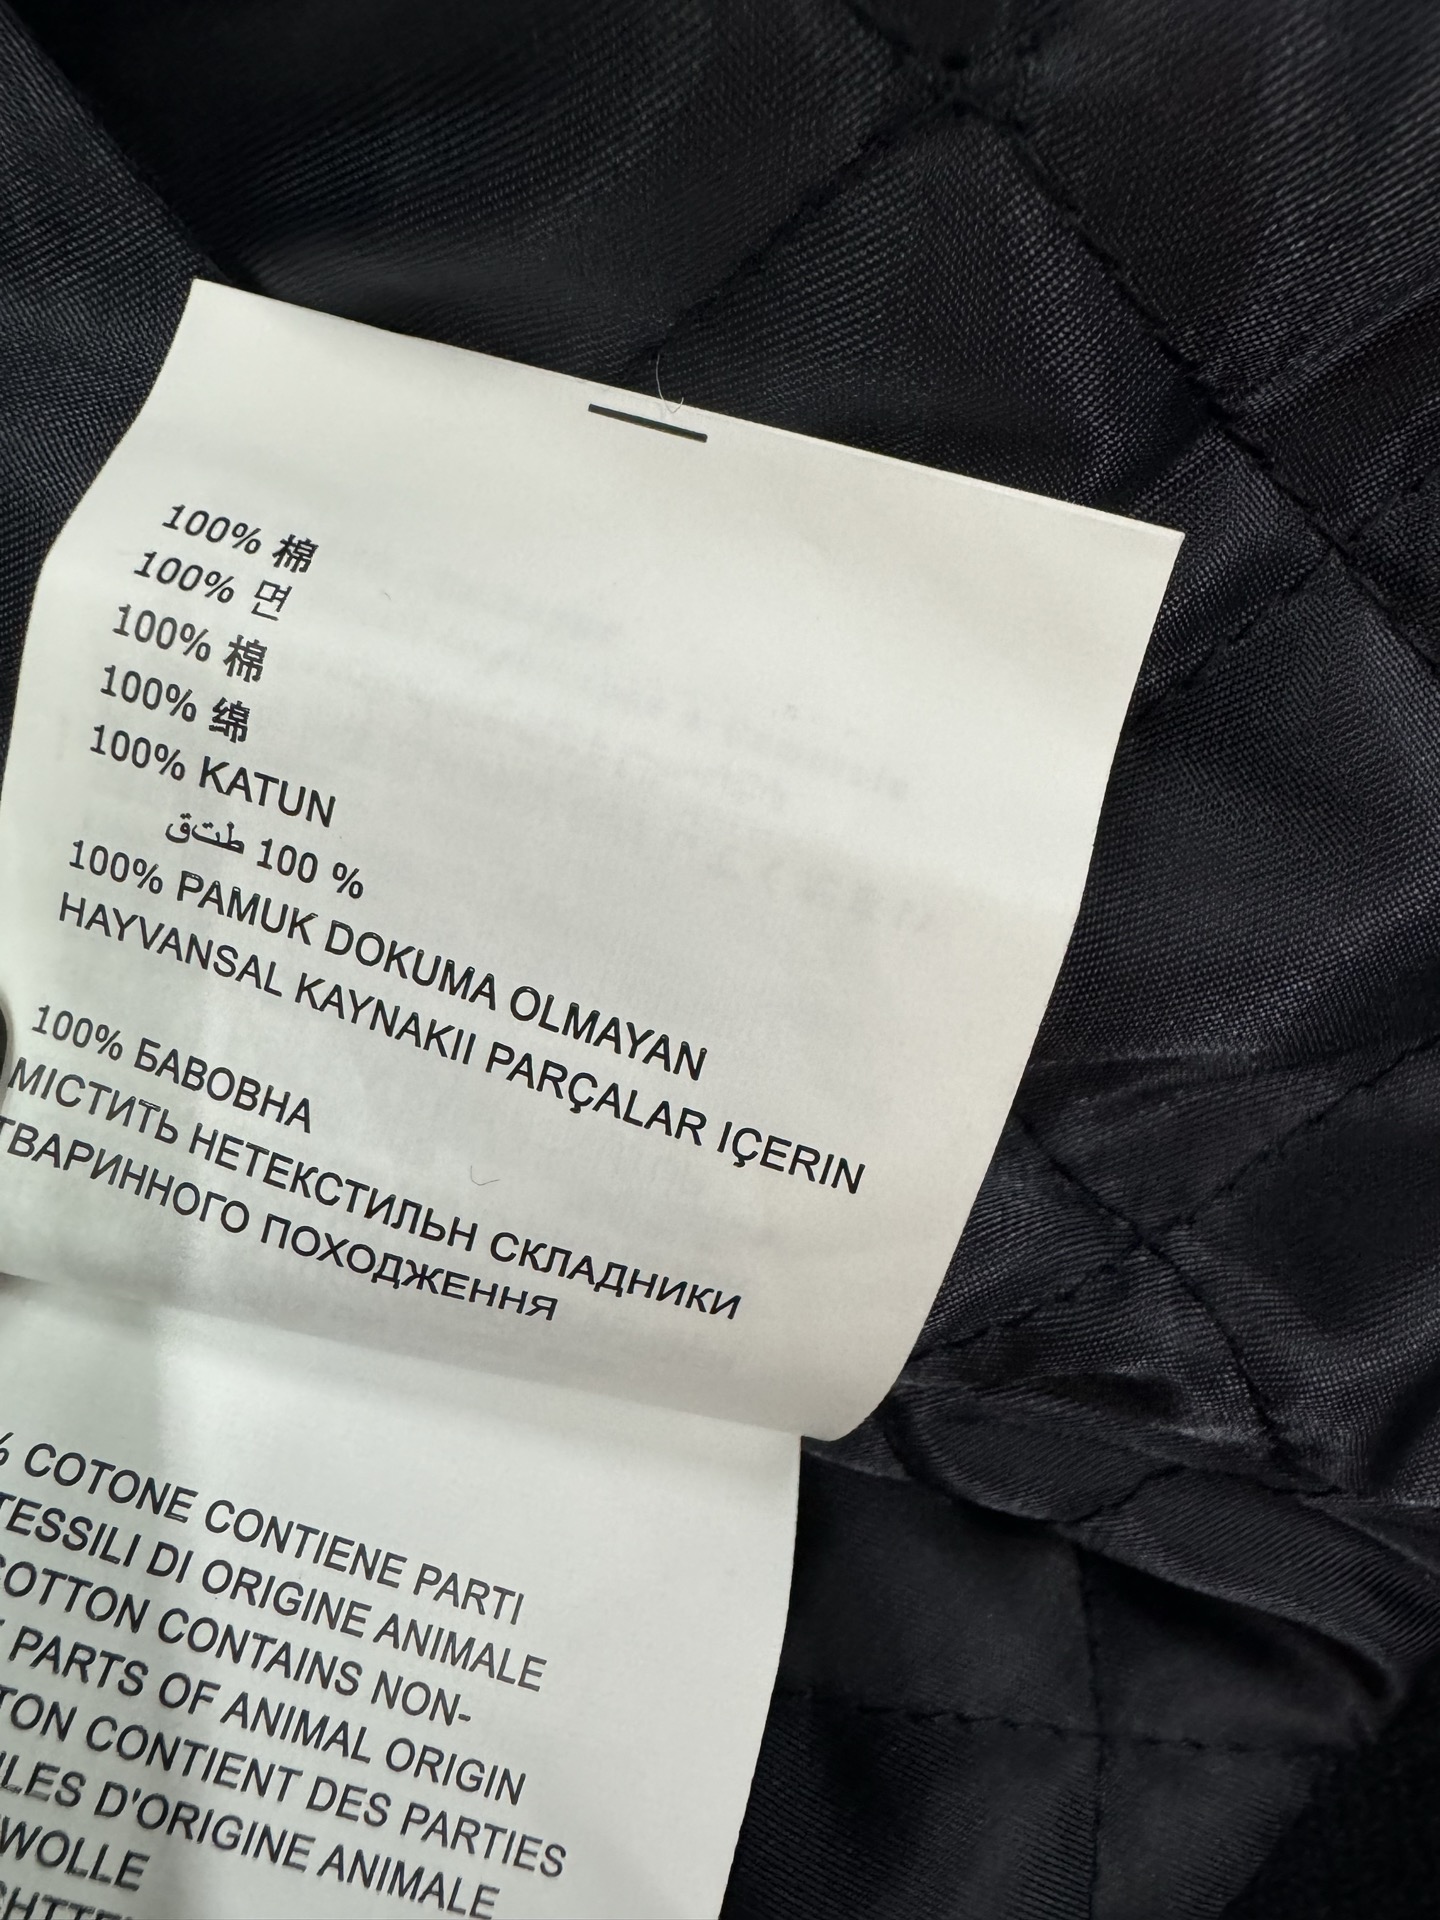 100% 棉
100% 면
100% 棉
100% 绵
100% KATUN
% 100 ﻃﺘﻖ
100% PAMUK DOKUMA OLMAYAN
HAYVANSAL KAYNAKII PARÇALAR IÇERIN
100% БАВОВНА
МІСТИТЬ НЕТЕКСТИЛЬН СКЛАДНИКИ
ТВАРИННОГО ПОХОДЖЕННЯ
% COTONE CONTIENE PARTI
TESSILI DI ORIGINE ANIMALE
COTTON CONTAINS NON-
PARTS OF ANIMAL ORIGIN
TON CONTIENT DES PARTIES
ILES D'ORIGINE ANIMALE
WOLLE